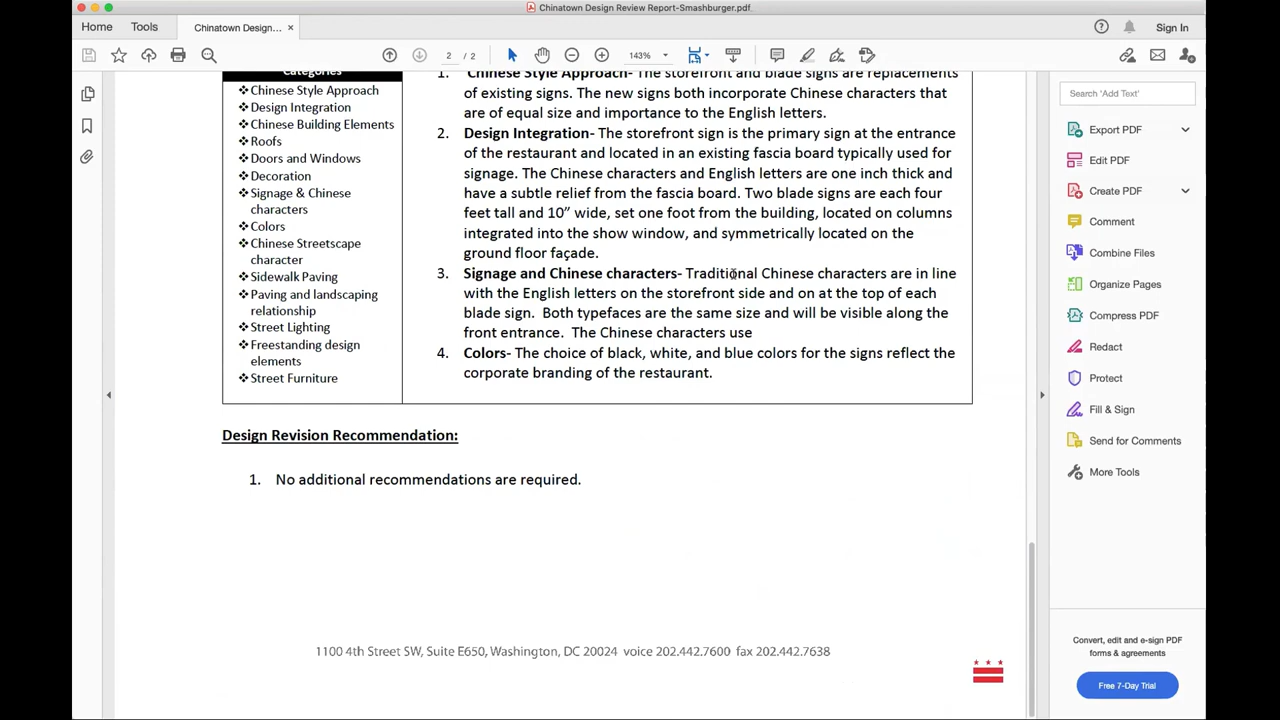 Chinatown Design Review Report-Smashburger.pdf
Home Tools Chinatown Design... × Sign In
2 / 2 143%
Categories
❖Chinese Style Approach
❖Design Integration
❖Chinese Building Elements
❖Roofs
❖Doors and Windows
❖Decoration
❖Signage & Chinese
characters
❖Colors
❖Chinese Streetscape
character
❖Sidewalk Paving
❖Paving and landscaping
relationship
❖Street Lighting
❖Freestanding design
elements
❖Street Furniture
1. Chinese Style Approach- The storefront and blade signs are replacements
of existing signs. The new signs both incorporate Chinese characters that
are of equal size and importance to the English letters.
2. Design Integration- The storefront sign is the primary sign at the entrance
of the restaurant and located in an existing fascia board typically used for
signage. The Chinese characters and English letters are one inch thick and
have a subtle relief from the fascia board. Two blade signs are each four
feet tall and 10” wide, set one foot from the building, located on columns
integrated into the show window, and symmetrically located on the
ground floor façade.
3. Signage and Chinese characters- Traditional Chinese characters are in line
with the English letters on the storefront side and on at the top of each
blade sign. Both typefaces are the same size and will be visible along the
front entrance. The Chinese characters use
4. Colors- The choice of black, white, and blue colors for the signs reflect the
corporate branding of the restaurant.
Design Revision Recommendation:
1. No additional recommendations are required.
1100 4th Street SW, Suite E650, Washington, DC 20024 voice 202.442.7600 fax 202.442.7638
Search 'Add Text'
Export PDF
Edit PDF
Create PDF
Comment
Combine Files
Organize Pages
Compress PDF
Redact
Protect
Fill & Sign
Send for Comments
More Tools
Convert, edit and e-sign PDF
forms & agreements
Free 7-Day Trial